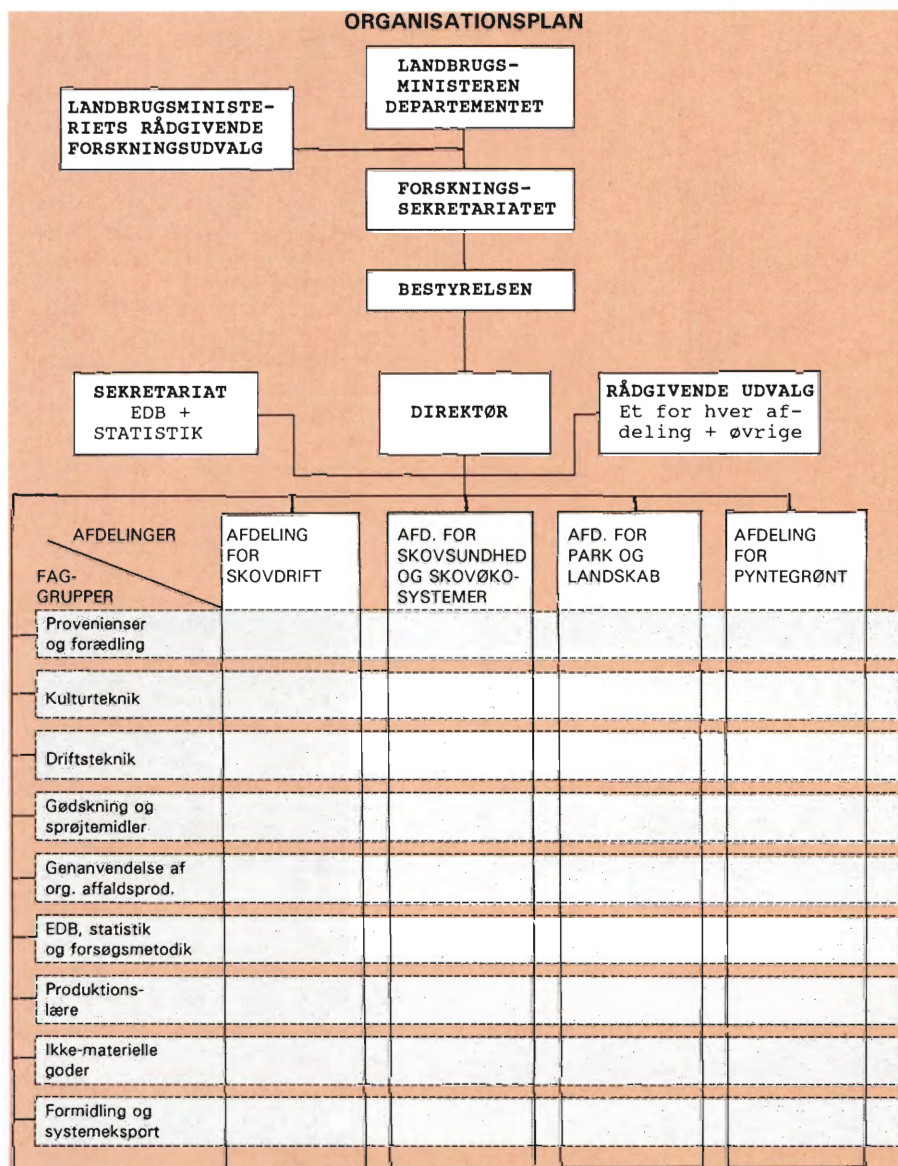 ORGANISATIONSPLAN
LANDBRUGS-
MINISTEREN
DEPARTEMENTET
LANDBRUGSMINISTE-
RIETS RÅDGIVENDE
FORSKNINGSUDVALG
FORSKNINGS-
SEKRETARIATET
BESTYRELSEN
SEKRETARIAT
EDB +
STATISTIK
DIREKTØR
RÅDGIVENDE UDVALG
Et for hver af-
deling + øvrige
AFDELINGER
FAG-
GRUPPER
AFDELING
FOR
SKOVDRIFT
AFD. FOR
SKOVSUNDHED
OG SKOVØKO-
SYSTEMER
AFD. FOR
PARK OG
LANDSKAB
AFDELING
FOR
PYNTEGRØNT
Provenienser
og forædling
Kulturteknik
Driftsteknik
Gødskning og
sprøjtemidler
Genanvendelse af
org. affaldsprod.
EDB, statistik
og forsøgsmetodik
Produktions-
lære
Ikke-materielle
goder
Formidling og
systemeksport